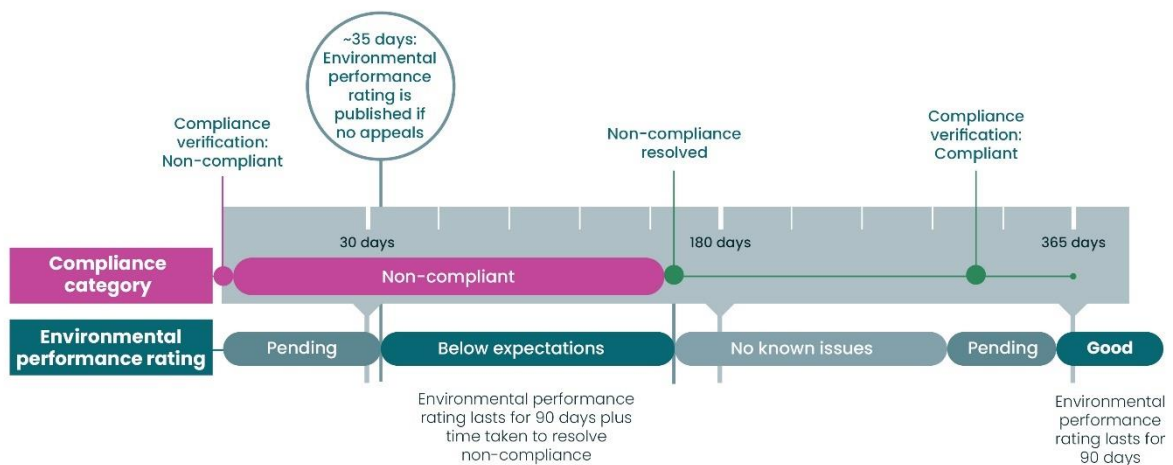 ~35 days:
Environmental
performance
rating is
published if
no appeals
Compliance
verification:
Non-compliant
Non-compliance
resolved
Compliance
verification:
Compliant
30 days
180 days
365 days
Compliance
category
Non-compliant
Environmental
performance rating
Pending
Below expectations
No known issues
Pending
Good
Environmental performance
rating lasts for 90 days plus
time taken to resolve
non-compliance
Environmental
performance
rating lasts for
90 days